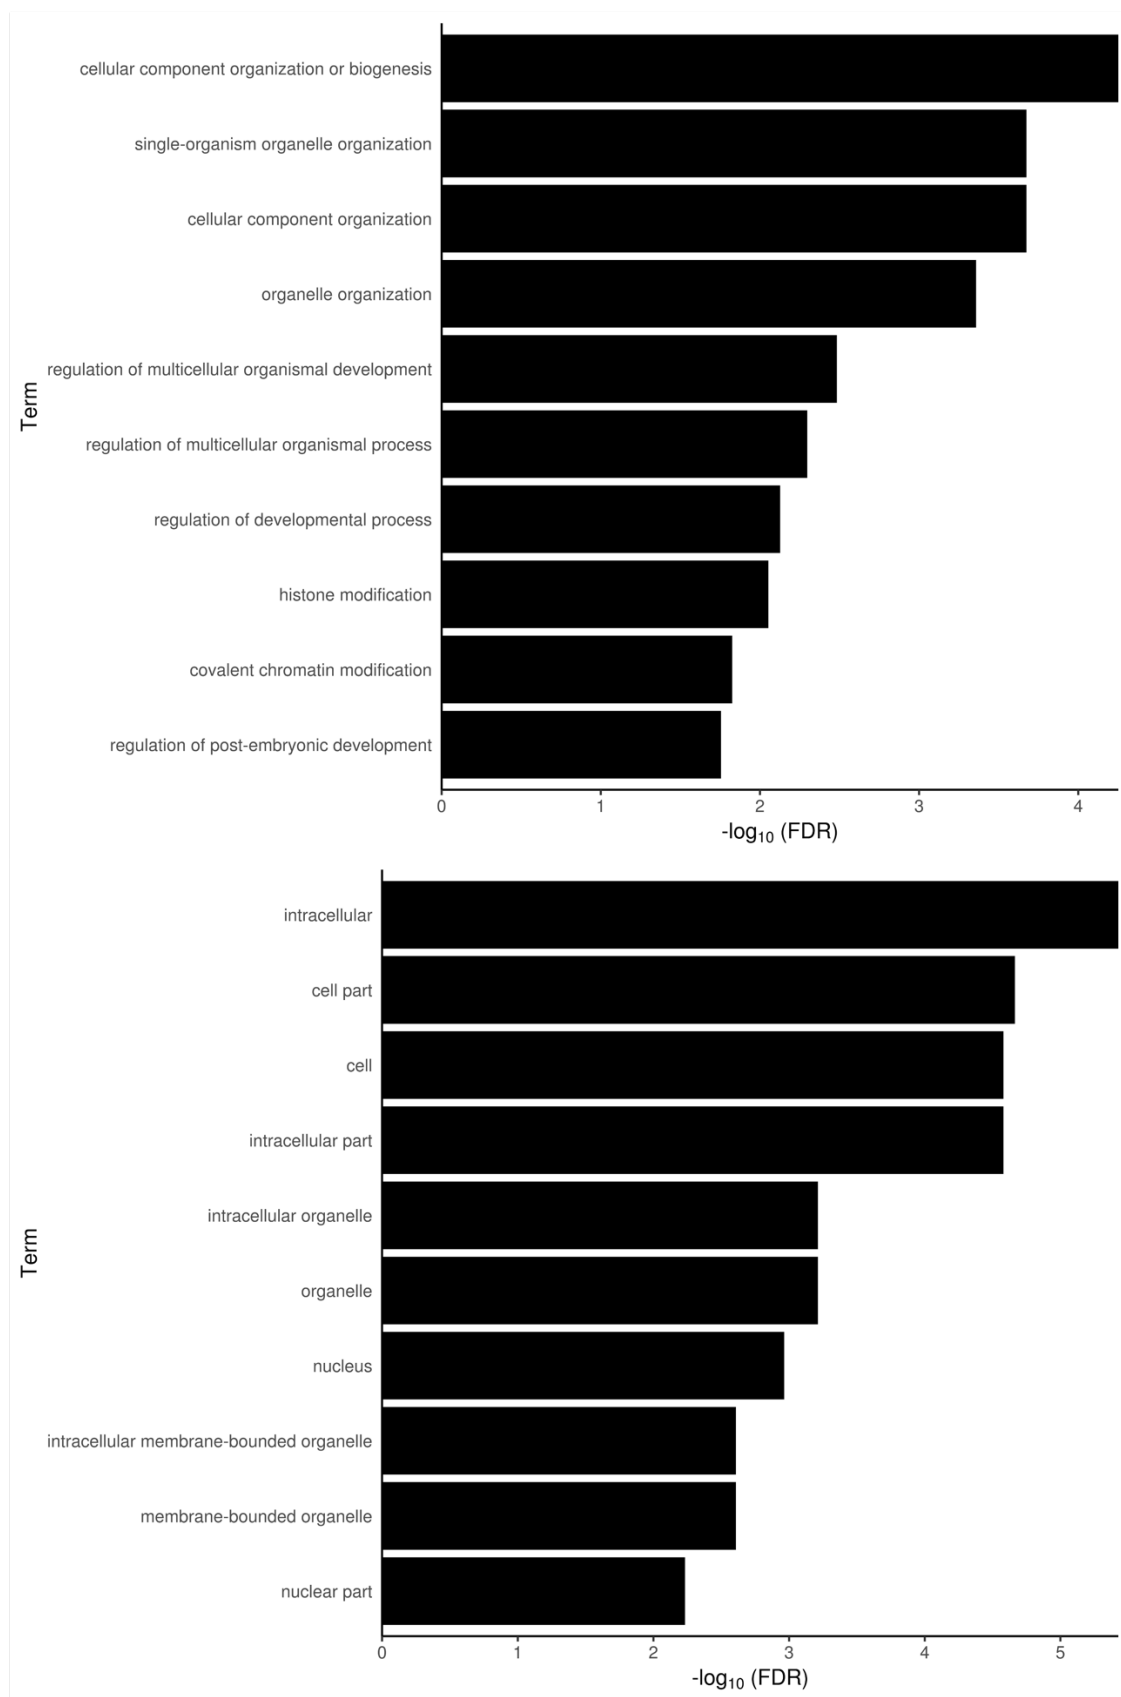 cellular component organization or biogenesis
single-organism organelle organization
cellular component organization
organelle organization
regulation of multicellular organismal development
regulation of multicellular organismal process
regulation of developmental process
histone modification
covalent chromatin modification
regulation of post-embryonic development
Term
0 1 2 3 4
-log₁₀ (FDR)
intracellular
cell part
cell
intracellular part
intracellular organelle
organelle
nucleus
intracellular membrane-bounded organelle
membrane-bounded organelle
nuclear part
Term
0 1 2 3 4 5
-log₁₀ (FDR)